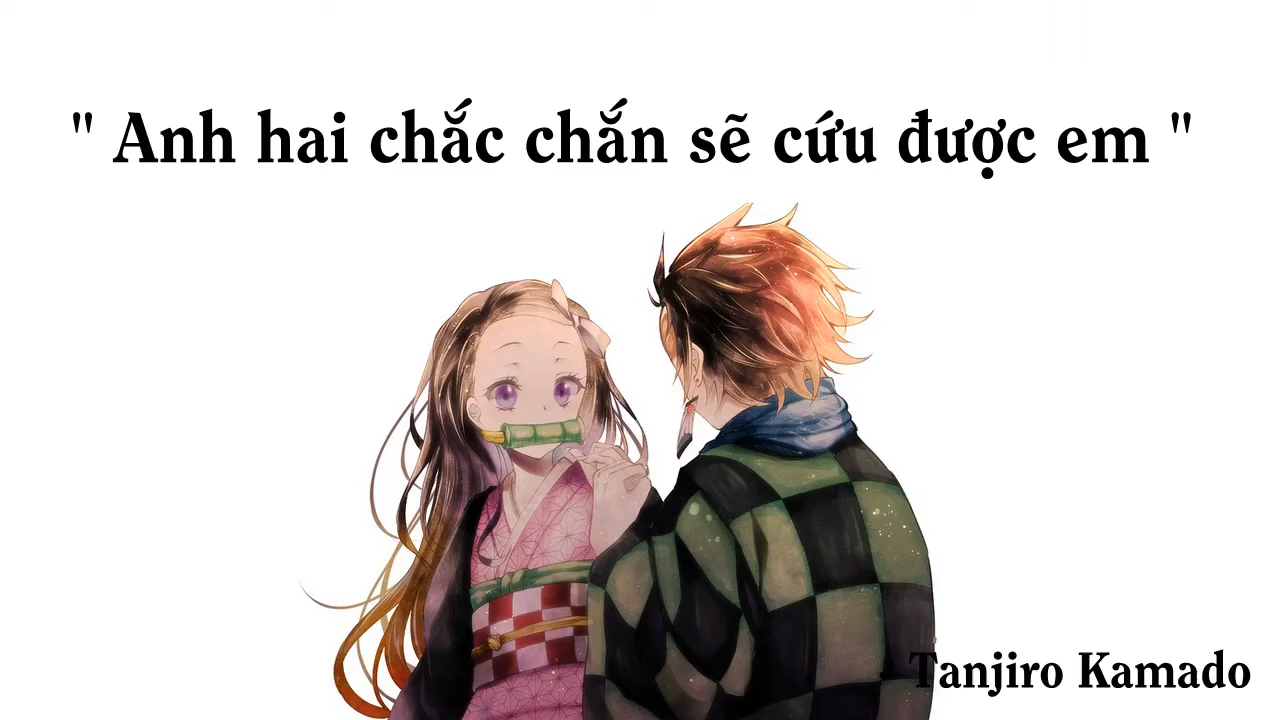 " Anh hai chắc chắn sẽ cứu được em "
Tanjiro Kamado